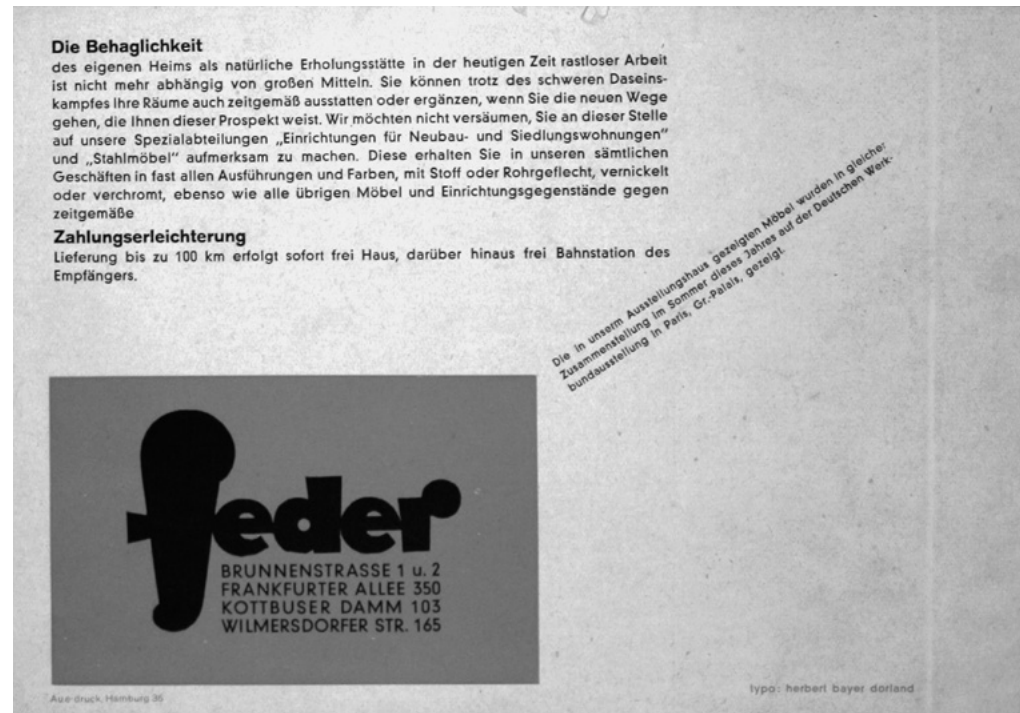 Die Behaglichkeit
des eigenen Heims als natürliche Erholungsstätte in der heutigen Zeit rastloser Arbeit
ist nicht mehr abhängig von großen Mitteln. Sie können trotz des schweren Daseins-
kampfes Ihre Räume auch zeitgemäß ausstatten oder ergänzen, wenn Sie die neuen Wege
gehen, die Ihnen dieser Prospekt weist. Wir möchten nicht versäumen, Sie an dieser Stelle
auf unsere Spezialabteilungen „Einrichtungen für Neubau- und Siedlungswohnungen"
und „Stahlmöbel" aufmerksam zu machen. Diese erhalten Sie in unseren sämtlichen
Geschäften in fast allen Ausführungen und Farben, mit Stoff oder Rohrgeflecht, vernickelt
oder verchromt, ebenso wie alle übrigen Möbel und Einrichtungsgegenstände gegen
zeitgemäße
Zahlungserleichterung
Lieferung bis zu 100 km erfolgt sofort frei Haus, darüber hinaus frei Bahnstation des
Empfängers.
Die in unserm Ausstellungshaus gezeigten Möbel wurden in gleicher
Zusammenstellung im Sommer dieses Jahres auf der Deutschen Werk-
bundausstellung in Paris, Gr.-Palais, gezeigt.
feder
BRUNNENSTRASSE 1 u. 2
FRANKFURTER ALLEE 350
KOTTBUSER DAMM 103
WILMERSDORFER STR. 165
druck, Hamburg 36
typo: herbert bayer dorland